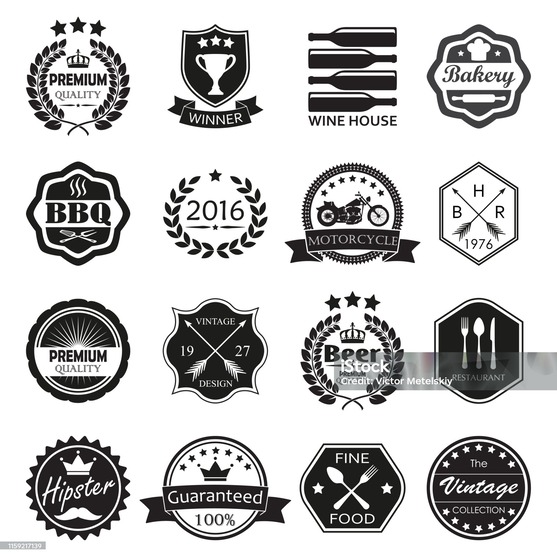 PREMIUM
QUALITY
WINNER
WINE HOUSE
Bakery
BBQ
2016
MOTORCYCLE
H
B R
1976
PREMIUM
QUALITY
VINTAGE
19 27
DESIGN
Beer
PREMIUM
RESTAURANT
iStock
Credit: Victor Metelskiy
Hipster
Guaranteed
100%
FINE
FOOD
The
Vintage
COLLECTION
1159217139